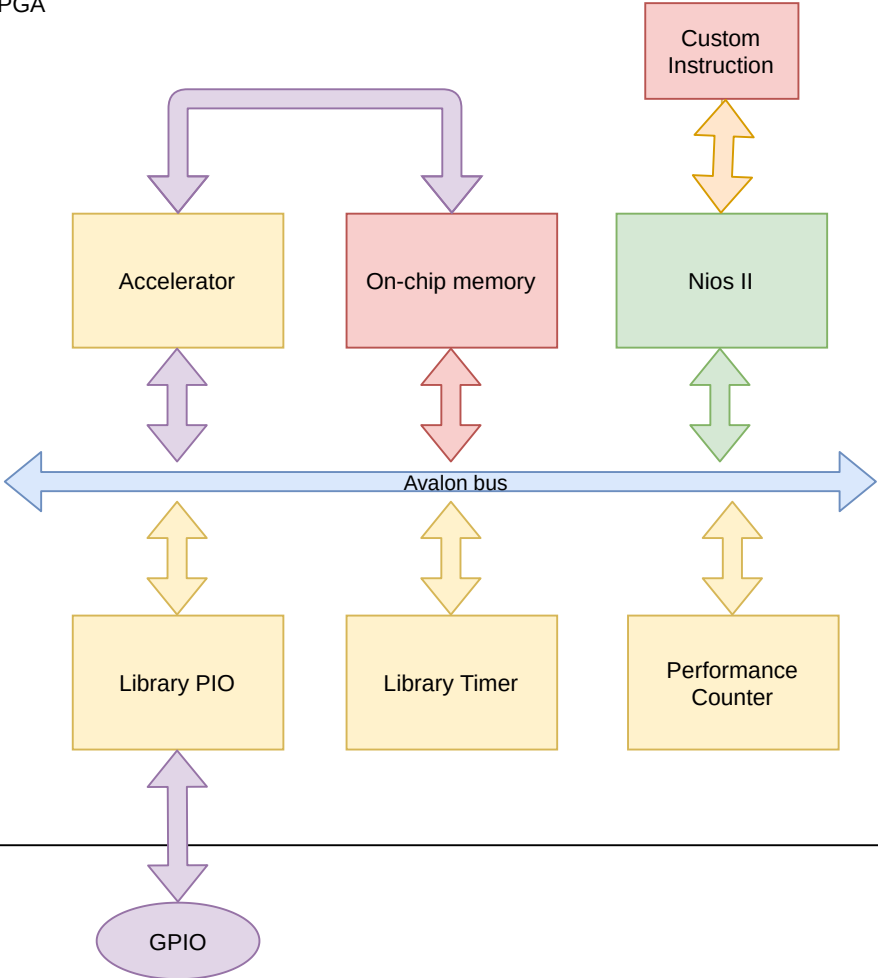 PGA
Custom
Instruction
Accelerator
On-chip memory
Nios II
Avalon bus
Library PIO
Library Timer
Performance
Counter
GPIO